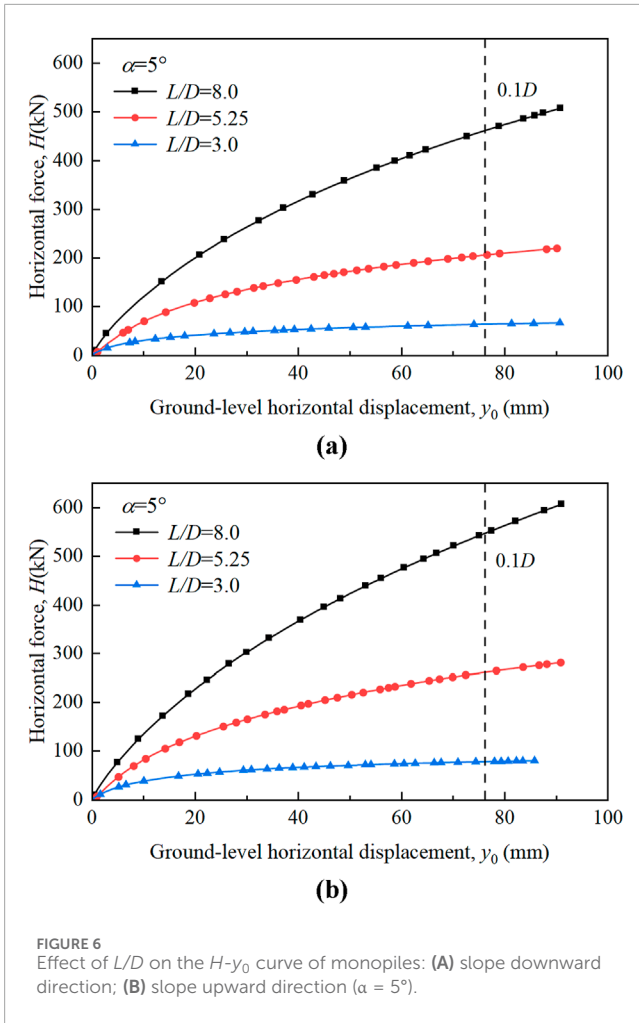 600
500
400
300
200
100
0
Horizontal force, H(kN)
α=5°
L/D=8.0
L/D=5.25
L/D=3.0
0.1D
0 20 40 60 80 100
Ground-level horizontal displacement, y₀ (mm)
(a)
600
500
400
300
200
100
0
Horizontal force, H(kN)
α=5°
L/D=8.0
L/D=5.25
L/D=3.0
0.1D
0 20 40 60 80 100
Ground-level horizontal displacement, y₀ (mm)
(b)
FIGURE 6
Effect of L/D on the H-y₀ curve of monopiles: (A) slope downward
direction; (B) slope upward direction (α = 5°).